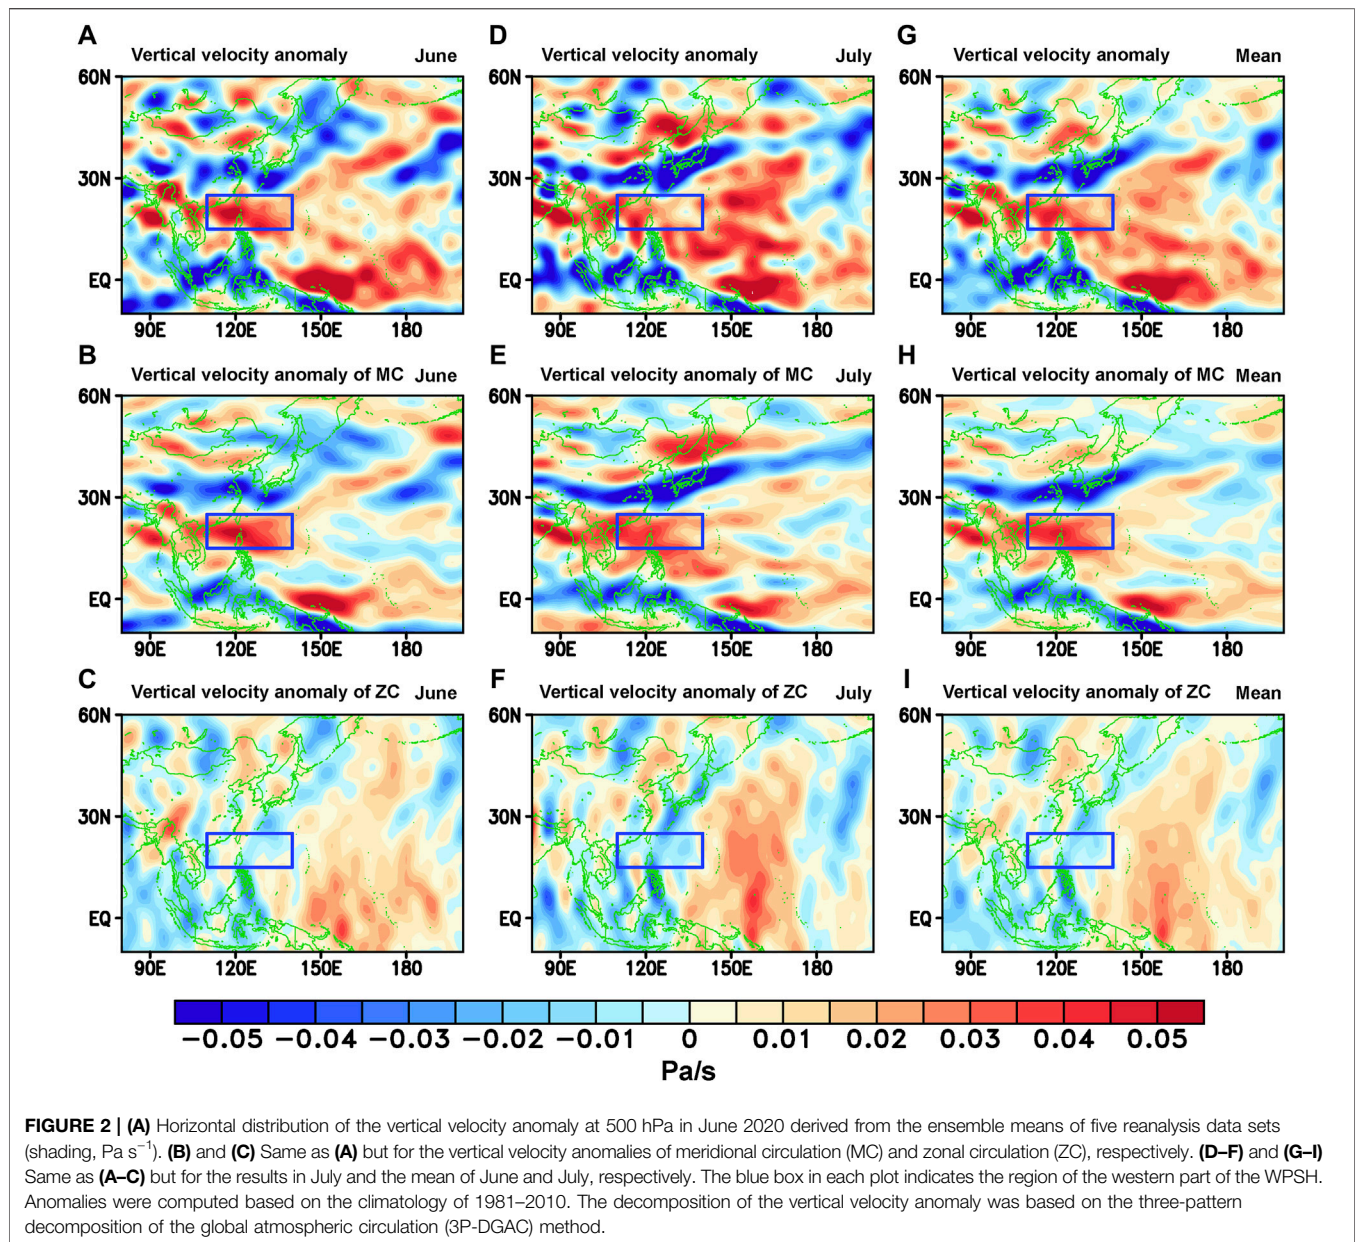 A
Vertical velocity anomaly June
60N
30N
EQ
90E 120E 150E 180
D
Vertical velocity anomaly July
60N
30N
EQ
90E 120E 150E 180
G
Vertical velocity anomaly Mean
60N
30N
EQ
90E 120E 150E 180
B
Vertical velocity anomaly of MC June
60N
30N
EQ
90E 120E 150E 180
E
Vertical velocity anomaly of MC July
60N
30N
EQ
90E 120E 150E 180
H
Vertical velocity anomaly of MC Mean
60N
30N
EQ
90E 120E 150E 180
C
Vertical velocity anomaly of ZC June
60N
30N
EQ
90E 120E 150E 180
F
Vertical velocity anomaly of ZC July
60N
30N
EQ
90E 120E 150E 180
I
Vertical velocity anomaly of ZC Mean
60N
30N
EQ
90E 120E 150E 180
−0.05 −0.04 −0.03 −0.02 −0.01 0 0.01 0.02 0.03 0.04 0.05
Pa/s
FIGURE 2 | (A) Horizontal distribution of the vertical velocity anomaly at 500 hPa in June 2020 derived from the ensemble means of five reanalysis data sets
(shading, Pa s⁻¹). (B) and (C) Same as (A) but for the vertical velocity anomalies of meridional circulation (MC) and zonal circulation (ZC), respectively. (D–F) and (G–I)
Same as (A–C) but for the results in July and the mean of June and July, respectively. The blue box in each plot indicates the region of the western part of the WPSH.
Anomalies were computed based on the climatology of 1981–2010. The decomposition of the vertical velocity anomaly was based on the three-pattern
decomposition of the global atmospheric circulation (3P-DGAC) method.